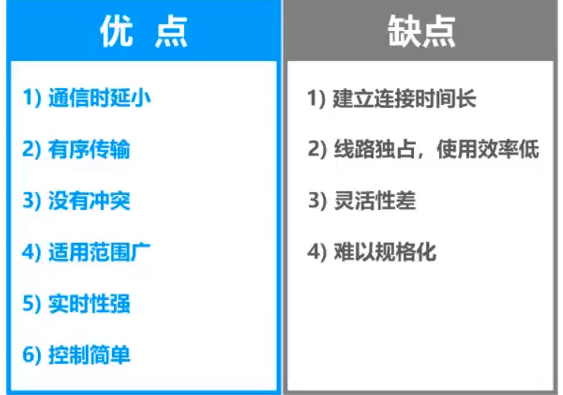 优 点
1) 通信时延小
2) 有序传输
3) 没有冲突
4) 适用范围广
5) 实时性强
6) 控制简单
缺点
1) 建立连接时间长
2) 线路独占，使用效率低
3) 灵活性差
4) 难以规格化